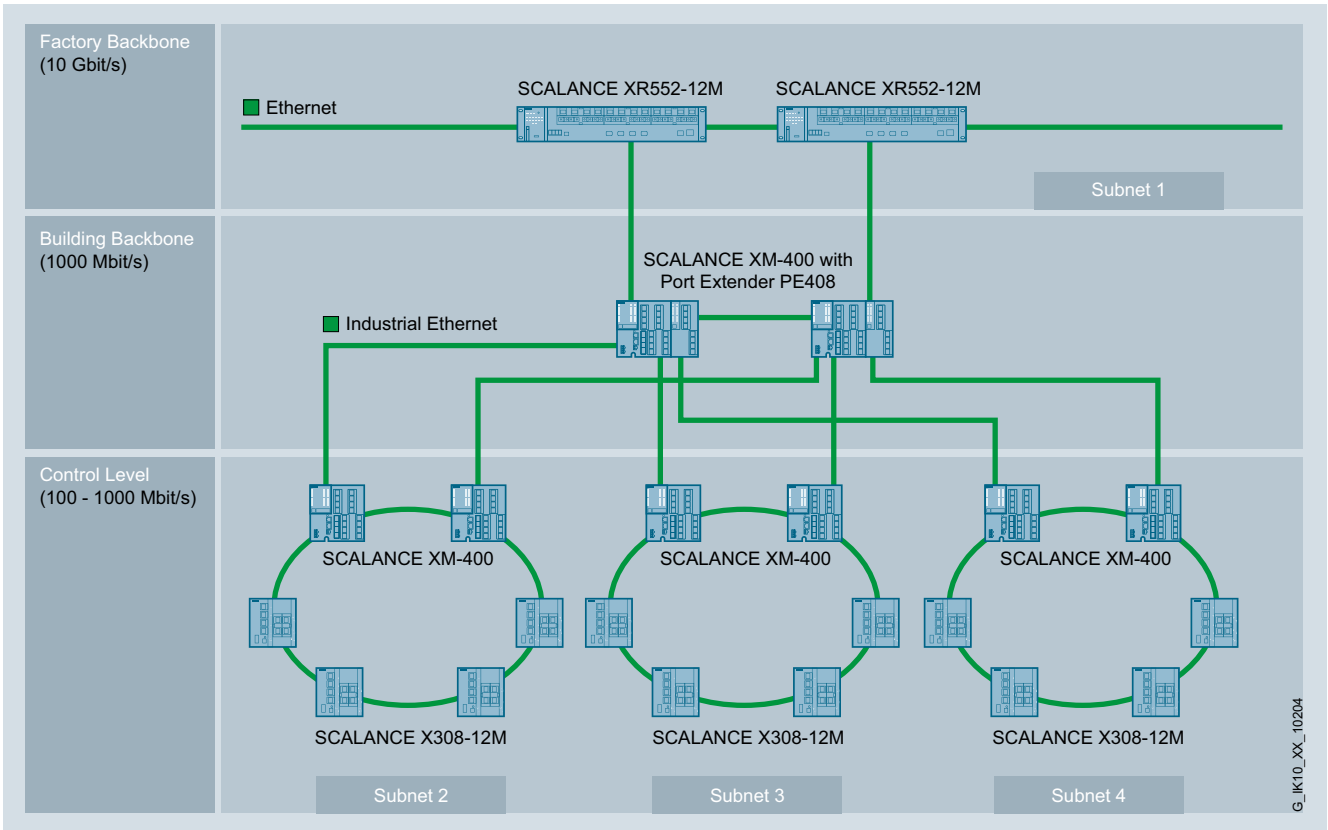 Factory Backbone
(10 Gbit/s)
SCALANCE XR552-12M
SCALANCE XR552-12M
Ethernet
Subnet 1
Building Backbone
(1000 Mbit/s)
SCALANCE XM-400 with
Port Extender PE408
Industrial Ethernet
Control Level
(100 - 1000 Mbit/s)
SCALANCE XM-400
SCALANCE XM-400
SCALANCE XM-400
SCALANCE X308-12M
SCALANCE X308-12M
SCALANCE X308-12M
Subnet 2
Subnet 3
Subnet 4
G_IK10_XX_10204